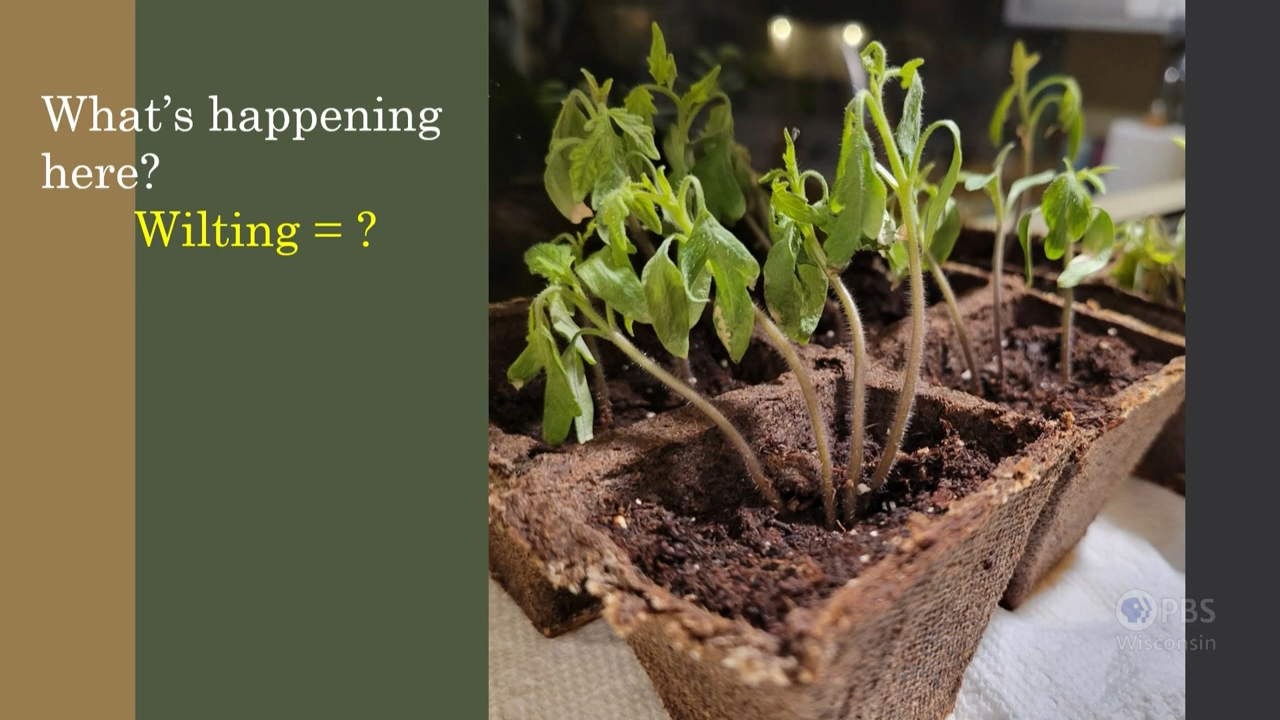 What’s happening
here?
Wilting = ?
PBS
Wisconsin